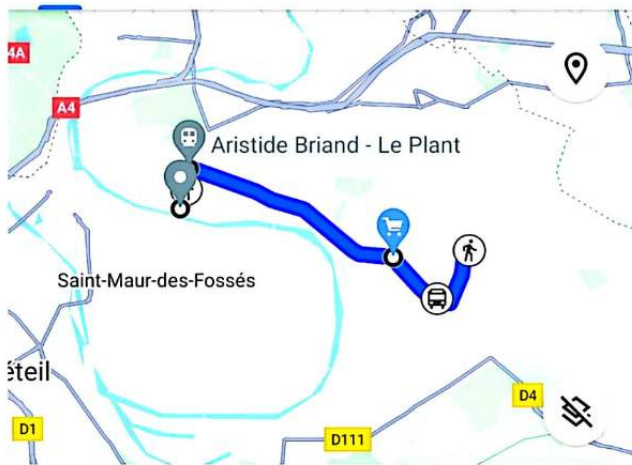 4A
A4
Aristide Briand - Le Plant
Saint-Maur-des-Fossés
éteil
D1
D111
D4